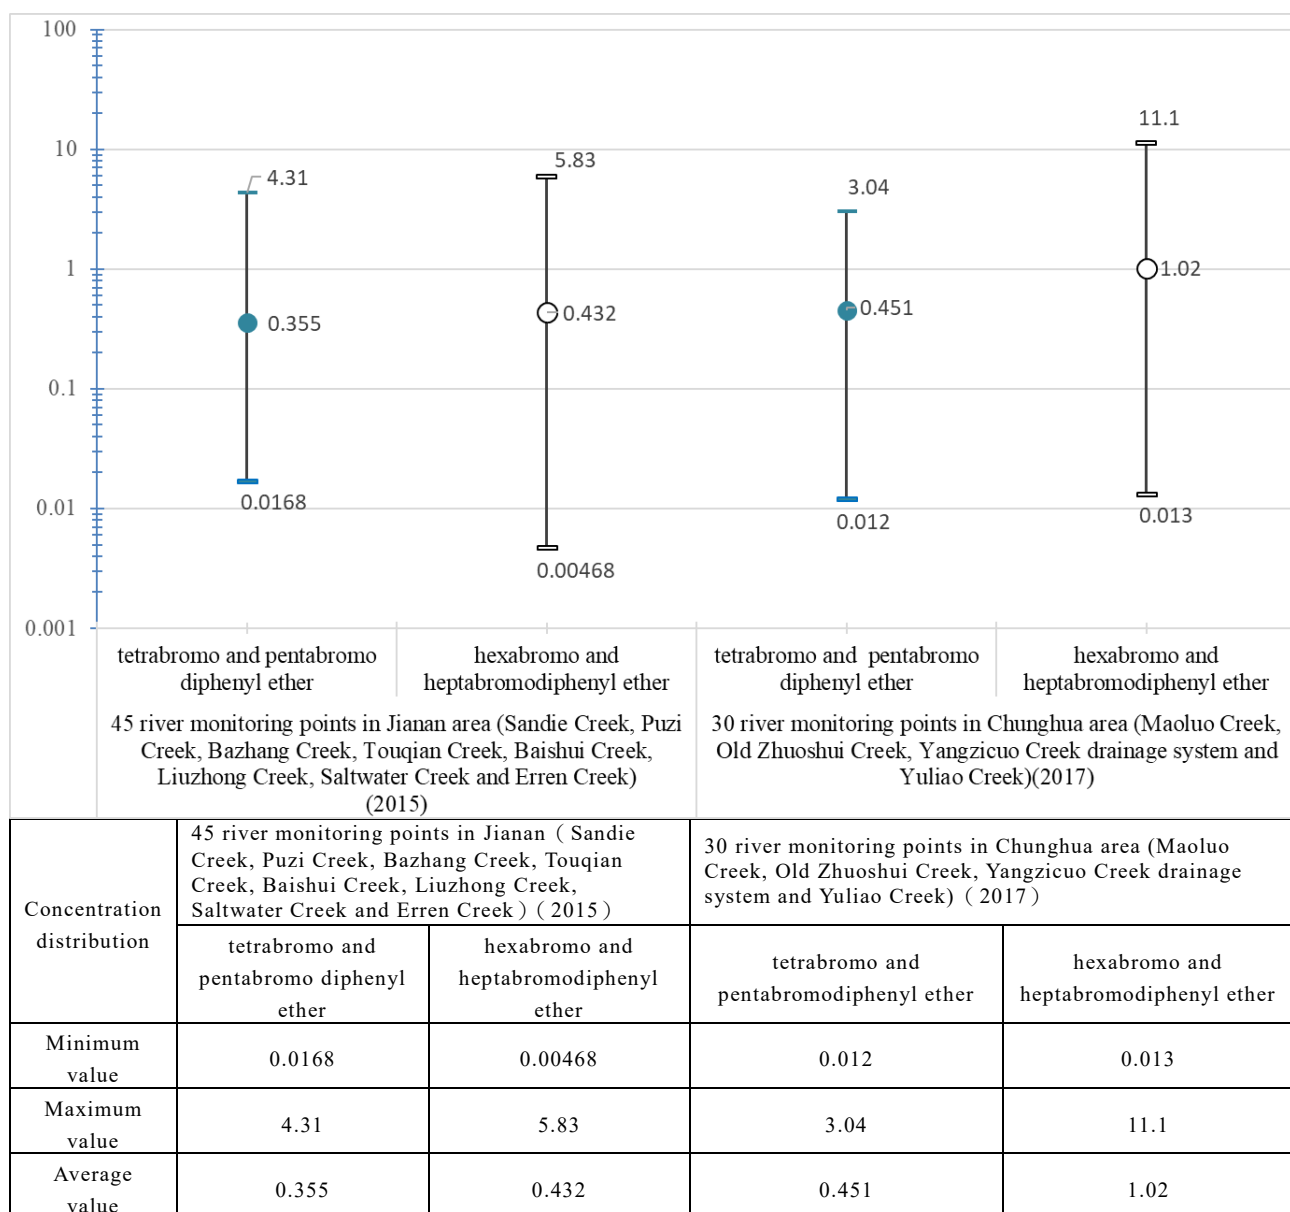 100
10
1
0.1
0.01
0.001
4.31
0.355
0.0168
5.83
0.432
0.00468
3.04
0.451
0.012
11.1
1.02
0.013
tetrabromo and pentabromo
diphenyl ether
hexabromo and
heptabromodiphenyl ether
tetrabromo and pentabromo
diphenyl ether
hexabromo and
heptabromodiphenyl ether
45 river monitoring points in Jianan area (Sandie Creek, Puzi
Creek, Bazhang Creek, Touqian Creek, Baishui Creek,
Liuzhong Creek, Saltwater Creek and Erren Creek)
(2015)
30 river monitoring points in Chunghua area (Maoluo Creek,
Old Zhuoshui Creek, Yangzicuo Creek drainage system and
Yuliao Creek)(2017)
Concentration
distribution
45 river monitoring points in Jianan（Sandie
Creek, Puzi Creek, Bazhang Creek, Touqian
Creek, Baishui Creek, Liuzhong Creek,
Saltwater Creek and Erren Creek）（2015）
30 river monitoring points in Chunghua area (Maoluo
Creek, Old Zhuoshui Creek, Yangzicuo Creek drainage
system and Yuliao Creek)（2017）
tetrabromo and
pentabromo diphenyl
ether
hexabromo and
heptabromodiphenyl
ether
tetrabromo and
pentabromodiphenyl ether
hexabromo and
heptabromodiphenyl ether
Minimum
value
0.0168
0.00468
0.012
0.013
Maximum
value
4.31
5.83
3.04
11.1
Average
value
0.355
0.432
0.451
1.02